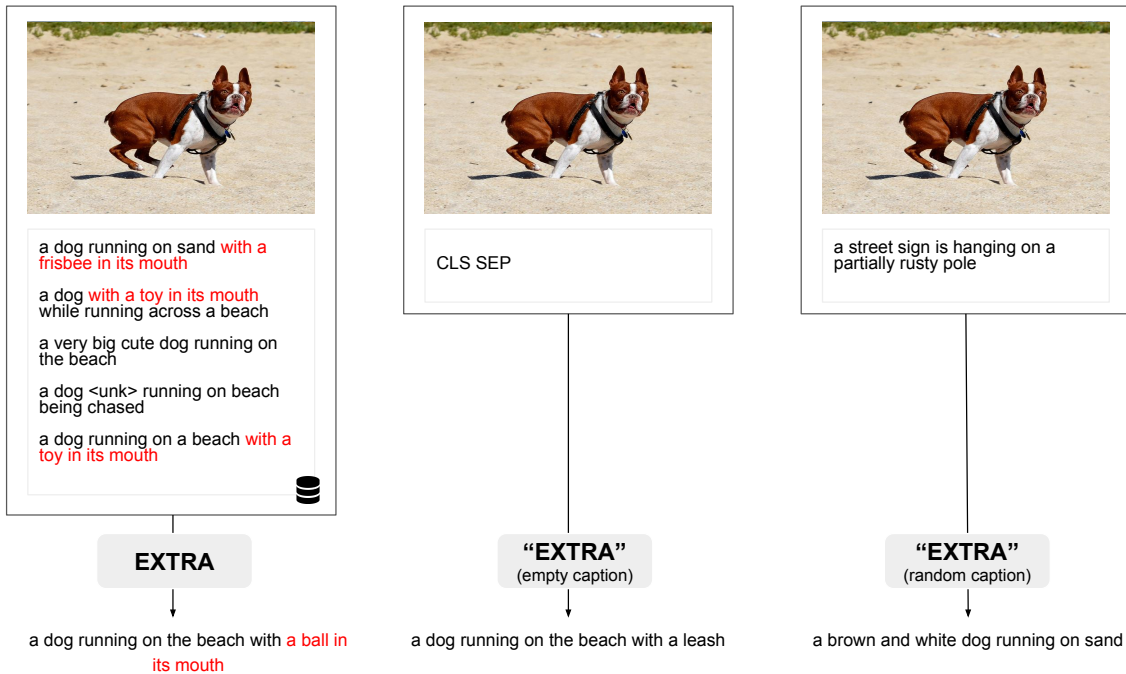 a dog running on sand with a
frisbee in its mouth
a dog with a toy in its mouth
while running across a beach
a very big cute dog running on
the beach
a dog <unk> running on beach
being chased
a dog running on a beach with a
toy in its mouth
EXTRA
a dog running on the beach with a ball in
its mouth
CLS SEP
“EXTRA”
(empty caption)
a dog running on the beach with a leash
a street sign is hanging on a
partially rusty pole
“EXTRA”
(random caption)
a brown and white dog running on sand